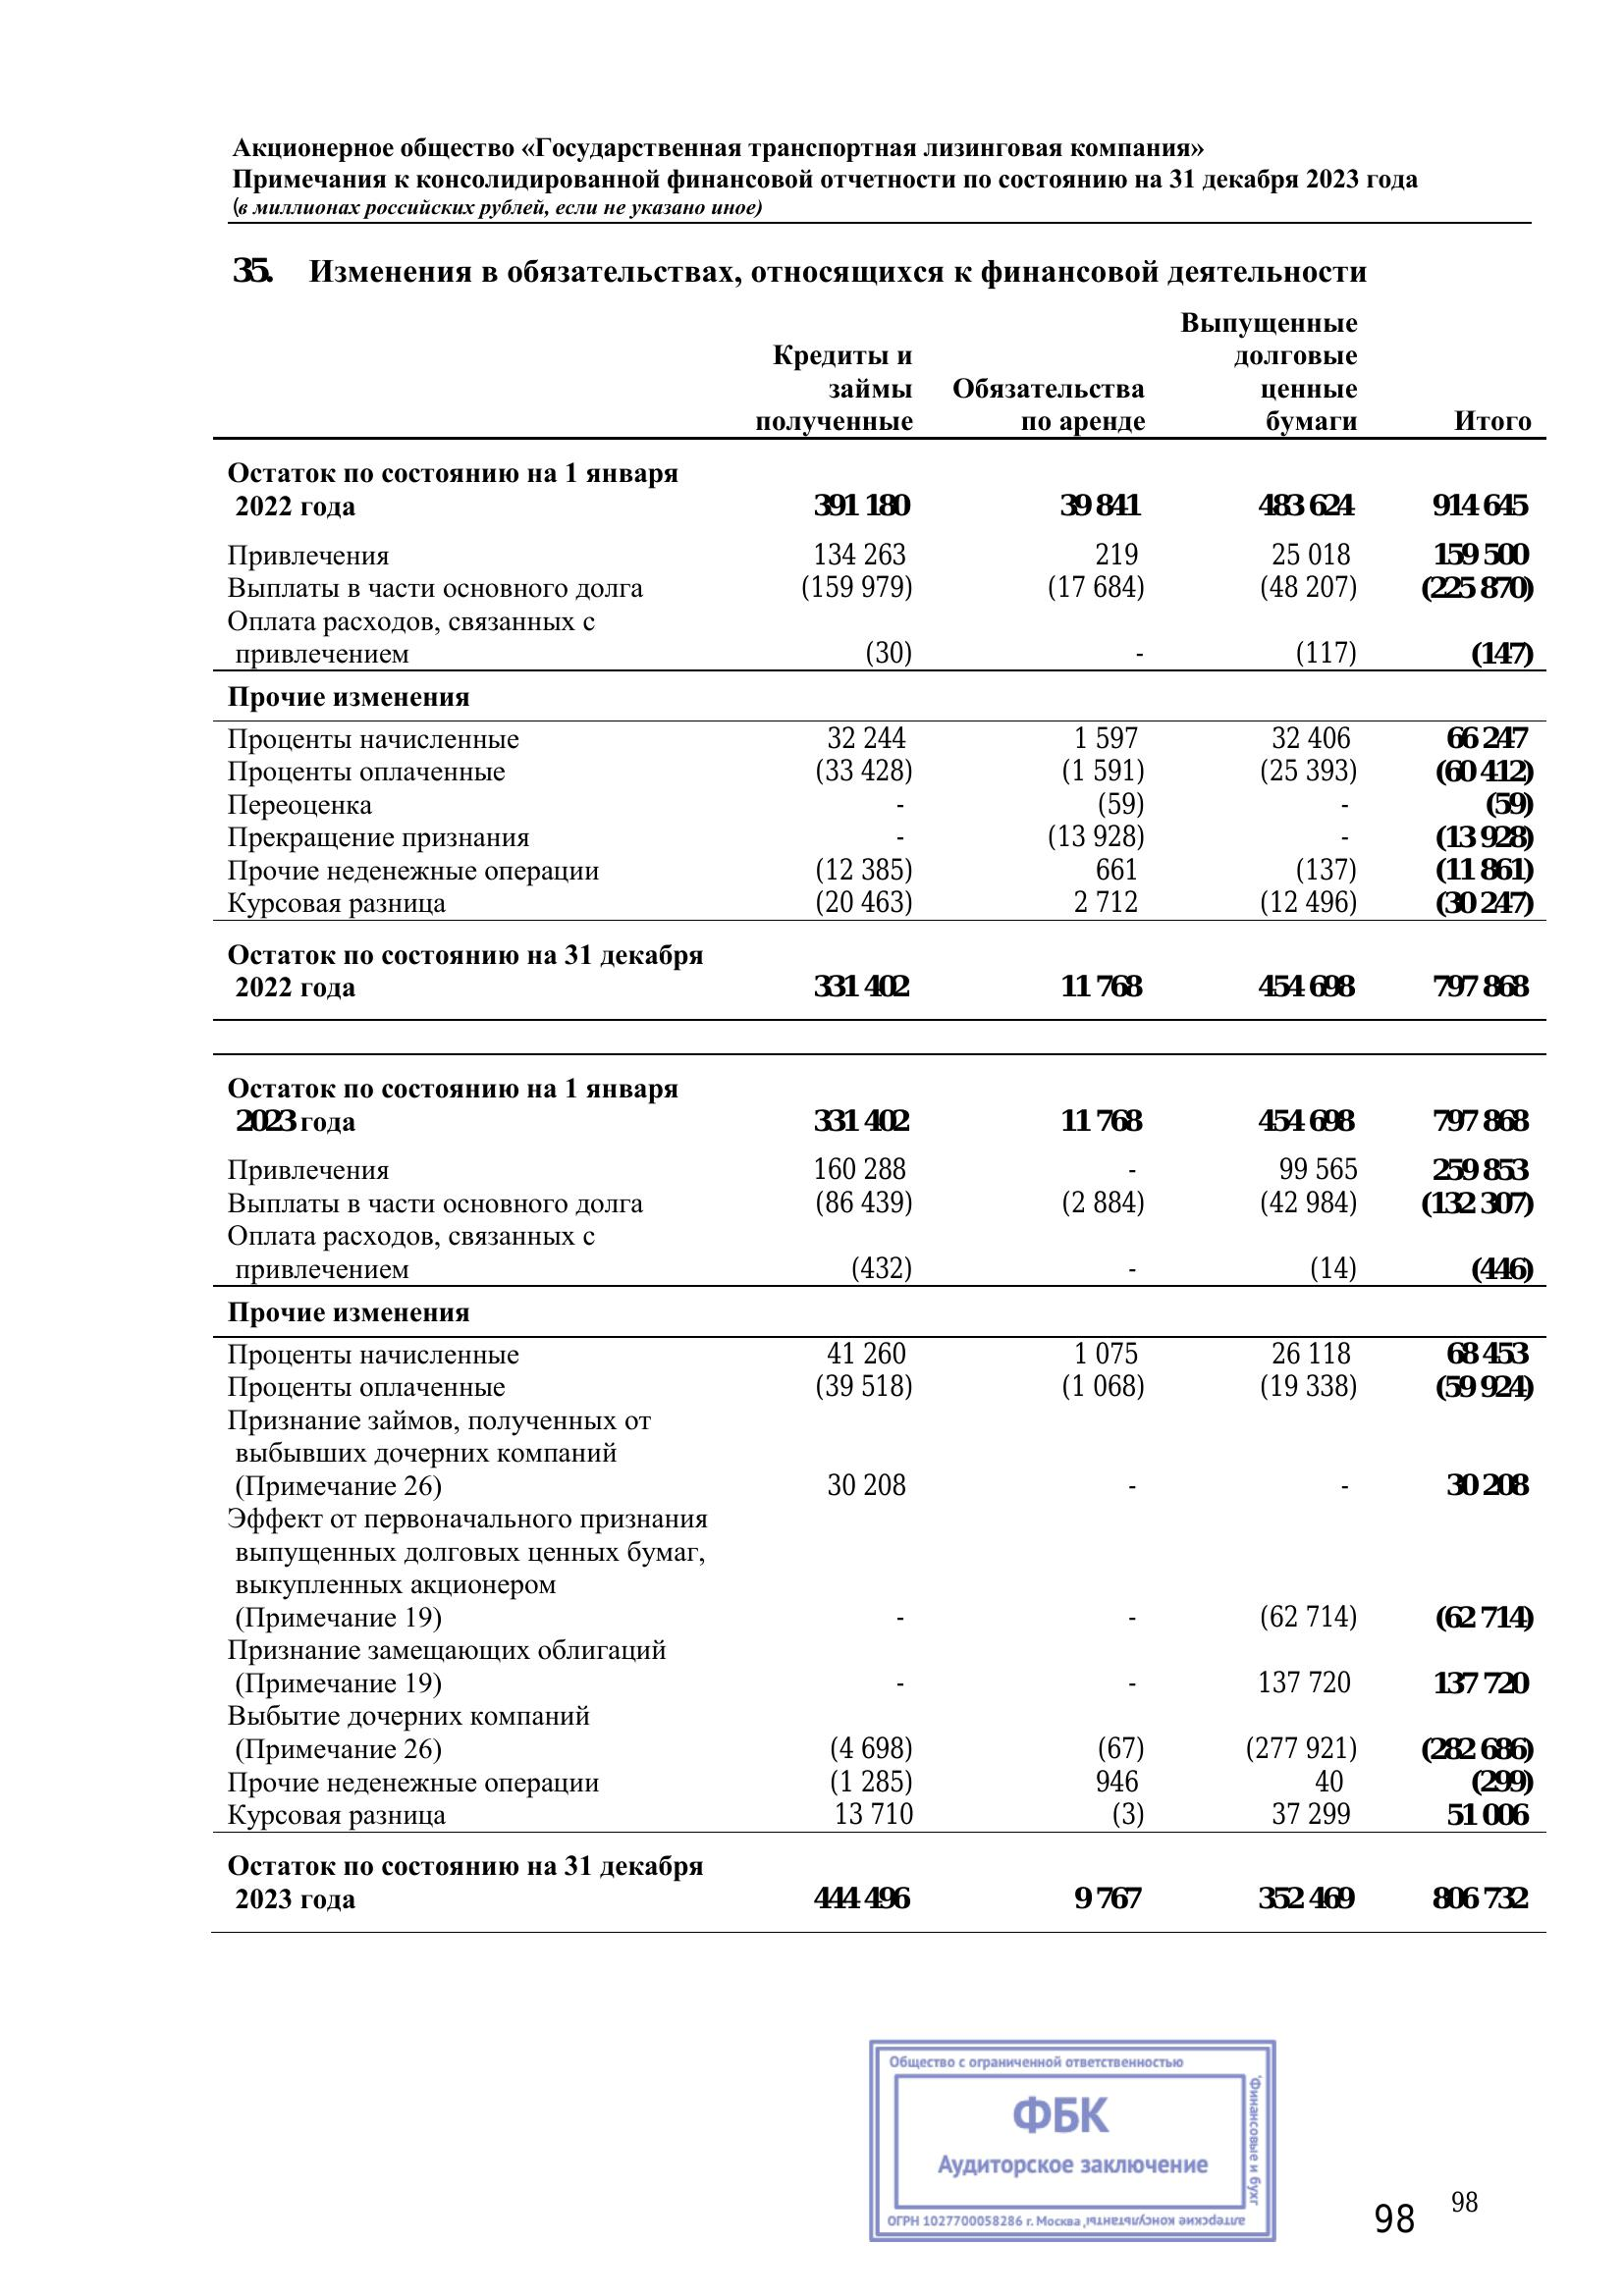 Акционерное общество «Государственная транспортная лизинговая компания»
Примечания к консолидированной финансовой отчетности по состоянию на 31 декабря 2023 года
(в миллионах российских рублей, если не указано иное)
35. Изменения в обязательствах, относящихся к финансовой деятельности
Выпущенные
Кредиты и долговые
займы Обязательства ценные
полученные по аренде бумаги Итого
Остаток по состоянию на 1 января
2022 года 391 180 39 841 483 624 914 645
Привлечения 134 263 219 25 018 159 500
Выплаты в части основного долга (159 979) (17 684) (48 207) (225 870)
Оплата расходов, связанных с
привлечением (30) - (117) (147)
Прочие изменения
Проценты начисленные 32 244 1 597 32 406 66 247
Проценты оплаченные (33 428) (1 591) (25 393) (60 412)
Переоценка - (59) - (59)
Прекращение признания - (13 928) - (13 928)
Прочие неденежные операции (12 385) 661 (137) (11 861)
Курсовая разница (20 463) 2 712 (12 496) (30 247)
Остаток по состоянию на 31 декабря
2022 года 331 402 11 768 454 698 797 868
Остаток по состоянию на 1 января
2023 года 331 402 11 768 454 698 797 868
Привлечения 160 288 - 99 565 259 853
Выплаты в части основного долга (86 439) (2 884) (42 984) (132 307)
Оплата расходов, связанных с
привлечением (432) - (14) (446)
Прочие изменения
Проценты начисленные 41 260 1 075 26 118 68 453
Проценты оплаченные (39 518) (1 068) (19 338) (59 924)
Признание займов, полученных от
выбывших дочерних компаний
(Примечание 26) 30 208 - - 30 208
Эффект от первоначального признания
выпущенных долговых ценных бумаг,
выкупленных акционером
(Примечание 19) - - (62 714) (62 714)
Признание замещающих облигаций
(Примечание 19) - - 137 720 137 720
Выбытие дочерних компаний
(Примечание 26) (4 698) (67) (277 921) (282 686)
Прочие неденежные операции (1 285) 946 40 (299)
Курсовая разница 13 710 (3) 37 299 51 006
Остаток по состоянию на 31 декабря
2023 года 444 496 9 767 352 469 806 732
Общество с ограниченной ответственностью
"Финансовые и бухг
алтерские консультанты"
ФБК
Аудиторское заключение
ОГРН 1027700058286 г. Москва
98
98